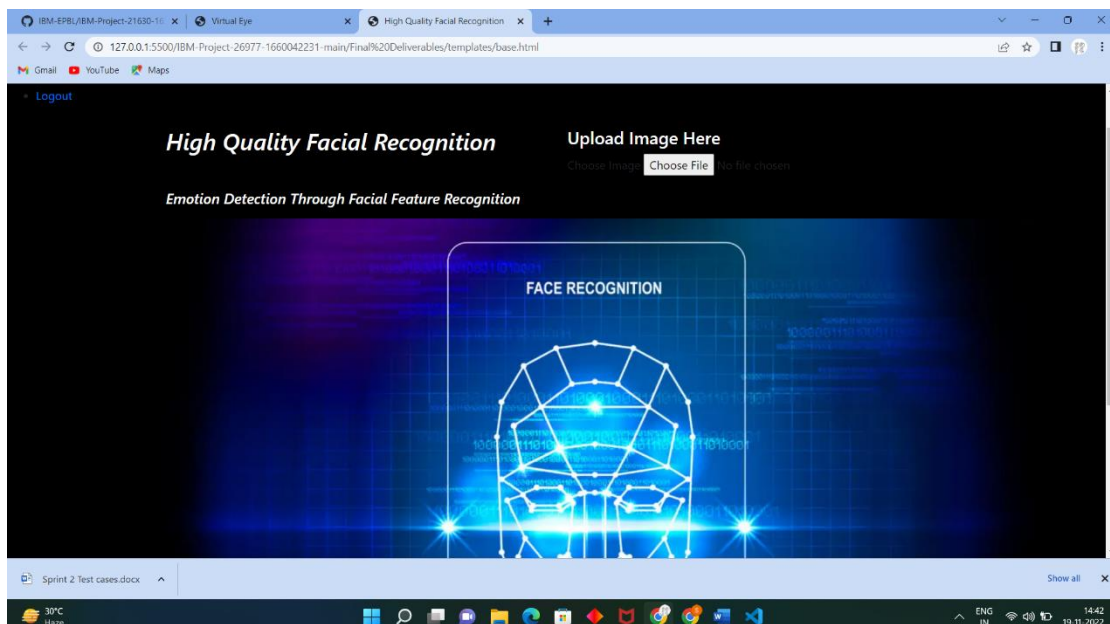 IBM-EPBL/IBM-Project-21630-16
Virtual Eye
High Quality Facial Recognition
127.0.0.1:5500/IBM-Project-26977-1660042231-main/Final%20Deliverables/templates/base.html
Gmail YouTube Maps
Logout
High Quality Facial Recognition
Upload Image Here
Choose Image Choose File No file chosen
Emotion Detection Through Facial Feature Recognition
FACE RECOGNITION
Sprint 2 Test cases.docx
Show all
30°C
Haze
ENG
IN
14:42
19-11-2022